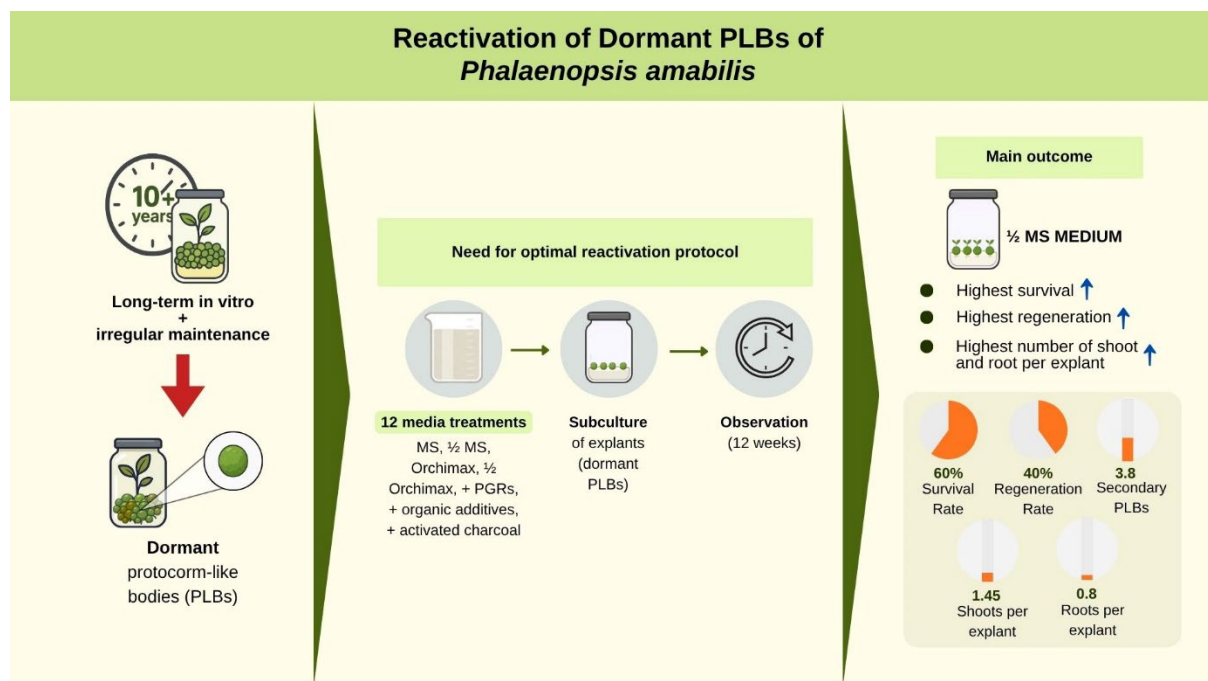 Reactivation of Dormant PLBs of
Phalaenopsis amabilis
10+
years
Long-term in vitro
+
irregular maintenance
Dormant
protocorm-like
bodies (PLBs)
Need for optimal reactivation protocol
12 media treatments
MS, ½ MS,
Orchimax, ½
Orchimax, + PGRs,
+ organic additives,
+ activated charcoal
Subculture
of explants
(dormant
PLBs)
Observation
(12 weeks)
Main outcome
½ MS MEDIUM
Highest survival
Highest regeneration
Highest number of shoot
and root per explant
60%
Survival
Rate
40%
Regeneration
Rate
3.8
Secondary
PLBs
1.45
Shoots per
explant
0.8
Roots per
explant